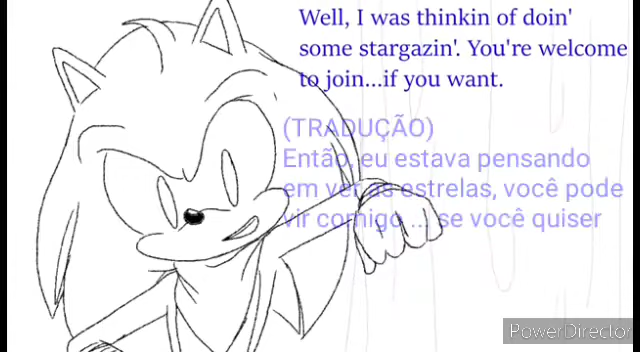 Well, I was thinkin of doin'
some stargazin'. You're welcome
to join...if you want.
(TRADUÇÃO)
Então, eu estava pensando
em ver as estrelas, você pode
vir comigo ... se você quiser
PowerDirector